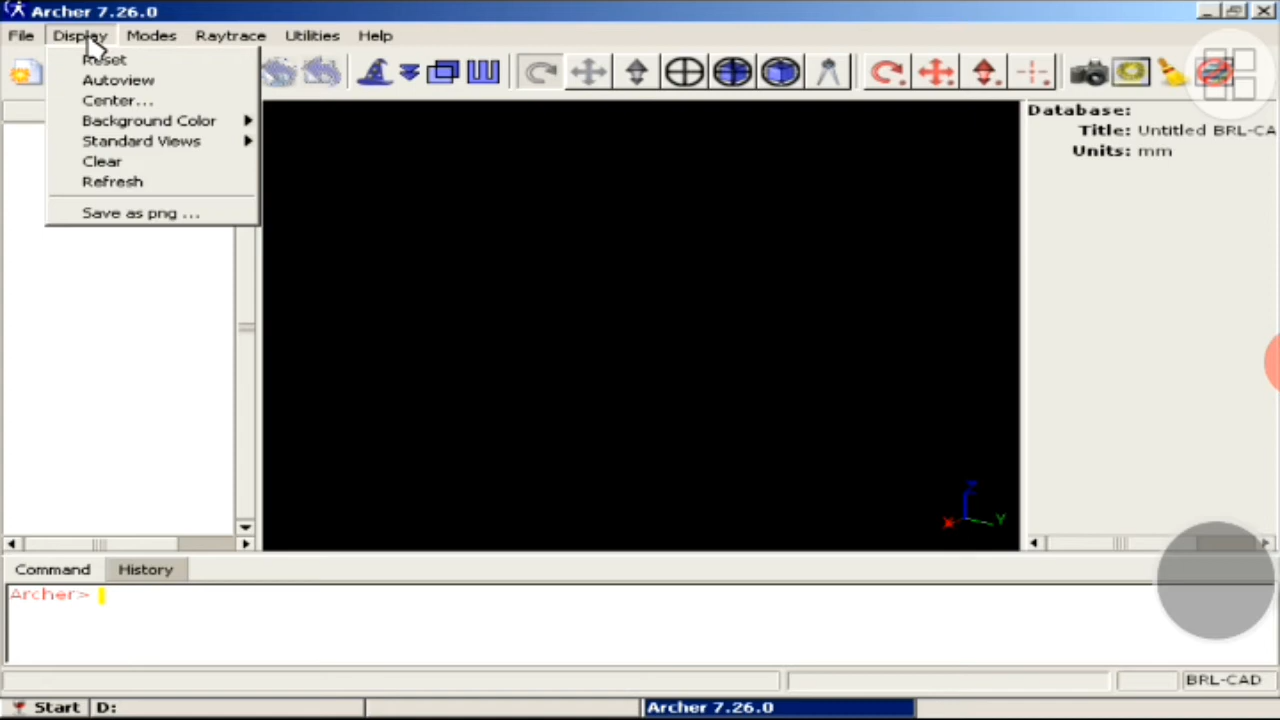 Archer 7.26.0
File Display Modes Raytrace Utilities Help
Reset
Autoview
Center...
Background Color
Standard Views
Clear
Refresh
Save as png ...
Database:
Title: Untitled BRL-CA
Units: mm
Z
X Y
Command History
Archer>
BRL-CAD
Start D: Archer 7.26.0